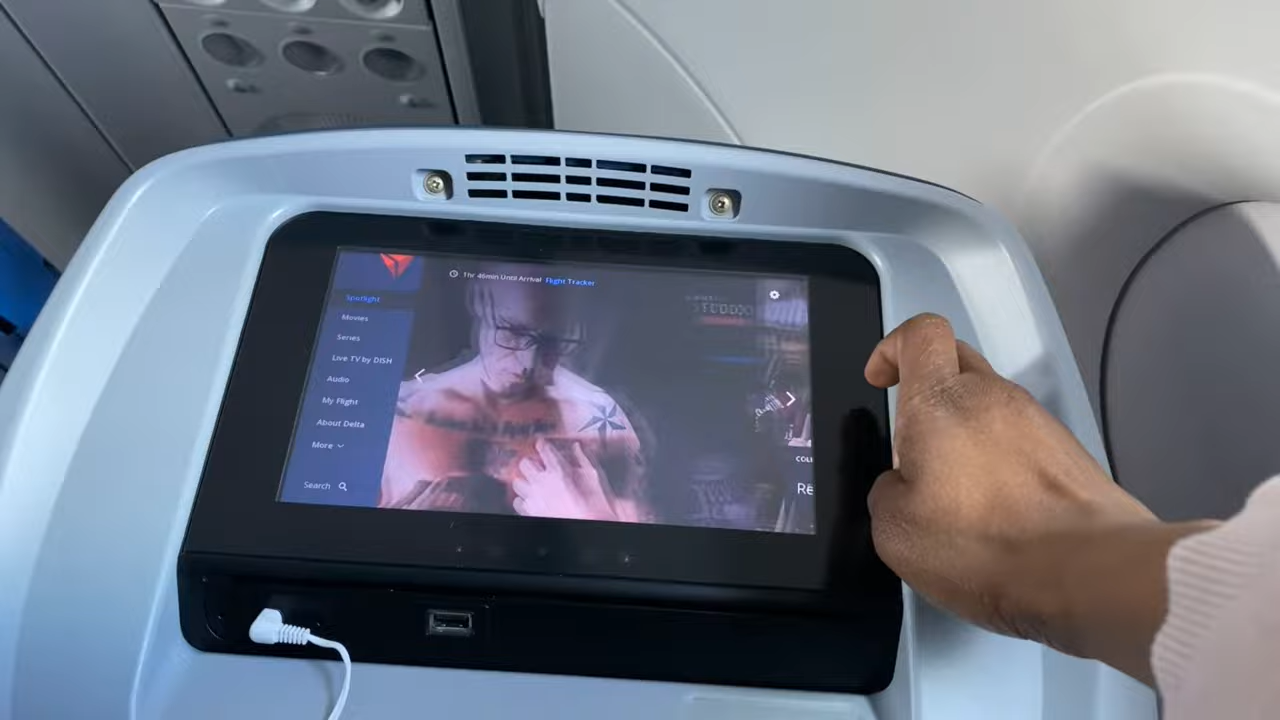 1hr 46min Until Arrival Flight Tracker
Spotlight
Movies
Series
Live TV by DISH
Audio
My Flight
About Delta
More
Search